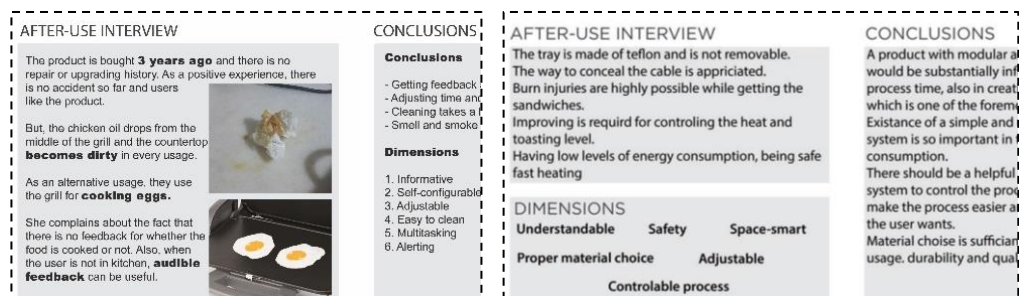 AFTER-USE INTERVIEW
The product is bought 3 years ago and there is no
repair or upgrading history. As a positive experience, there
is no accident so far and users
like the product.
But, the chicken oil drops from the
middle of the grill and the countertop
becomes dirty in every usage.
As an alternative usage, they use
the grill for cooking eggs.
She complains about the fact that
there is no feedback for whether the
food is cooked or not. Also, when
the user is not in kitchen, audible
feedback can be useful.
CONCLUSIONS
Conclusions
- Getting feedback
- Adjusting time and
- Cleaning takes a
- Smell and smoke
Dimensions
1. Informative
2. Self-configurable
3. Adjustable
4. Easy to clean
5. Multitasking
6. Alerting
AFTER-USE INTERVIEW
The tray is made of teflon and is not removable.
The way to conceal the cable is appriciated.
Burn injuries are highly possible while getting the
sandwiches.
Improving is requird for controling the heat and
toasting level.
Having low levels of energy consumption, being safe
fast heating
DIMENSIONS
Understandable Safety Space-smart
Proper material choice Adjustable
Controlable process
CONCLUSIONS
A product with modular
would be substantially
process time, also in
which is one of the
Existance of a simple and
system is so important in
consumption.
There should be a helpful
system to control the
make the process easier
the user wants.
Material choise is
usage. durability and